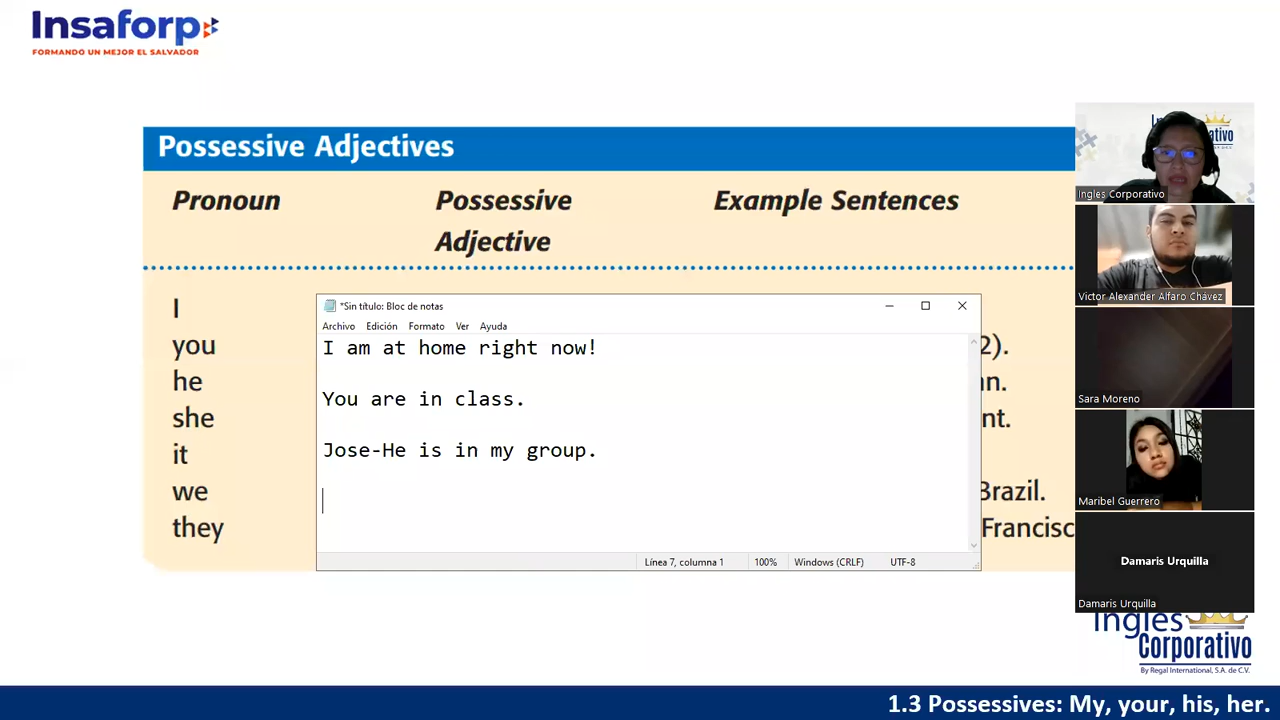 Insaforp
FORMANDO UN MEJOR EL SALVADOR
Possessive Adjectives
Pronoun
Possessive
Adjective
Example Sentences
I
you
he
she
it
we
they
2).
an.
nt.
Brazil.
Francisc
*Sin título: Bloc de notas
Archivo Edición Formato Ver Ayuda
I am at home right now!
You are in class.
Jose-He is in my group.
Línea 7, columna 1 100% Windows (CRLF) UTF-8
Ingles Corporativo
Victor Alexander Alfaro Chávez
Sara Moreno
Maribel Guerrero
Damaris Urquilla
Damaris Urquilla
Ingles
Corporativo
By Regal International, S.A. de C.V.
1.3 Possessives: My, your, his, her.